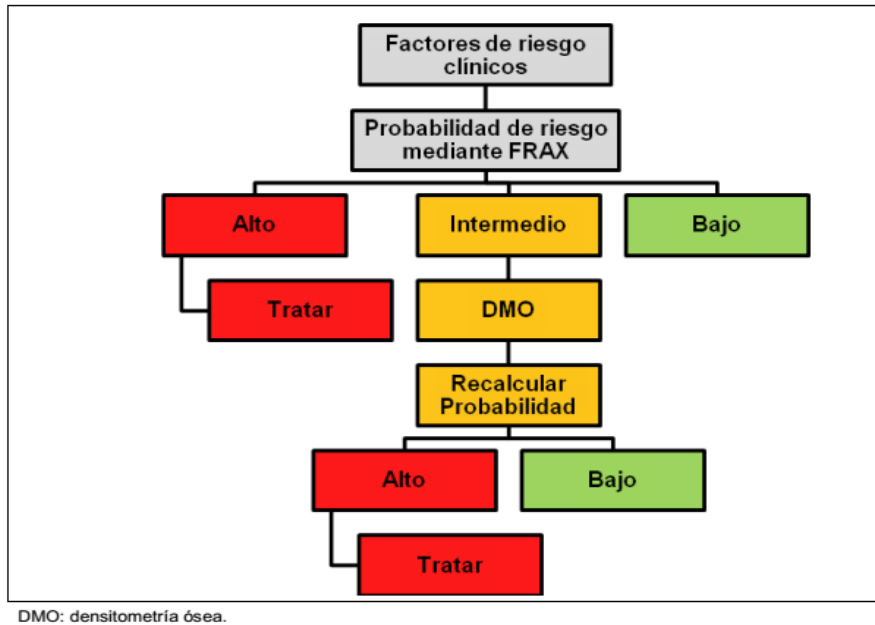 Factores de riesgo
clínicos
Probabilidad de riesgo
mediante FRAX
Alto
Intermedio
Bajo
Tratar
DMO
Recalcular
Probabilidad
Alto
Bajo
Tratar
DMO: densitometría ósea.